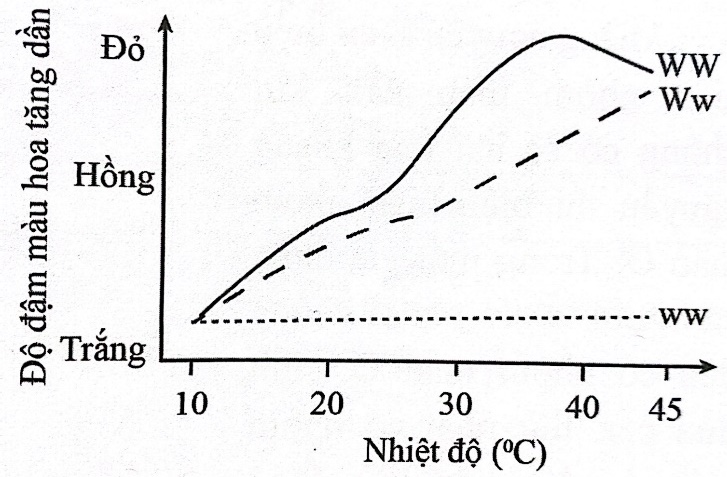 Độ đậm màu hoa tăng dần
Đỏ
Hồng
Trắng
WW
Ww
ww
10
20
30
40
45
Nhiệt độ (⁰C)